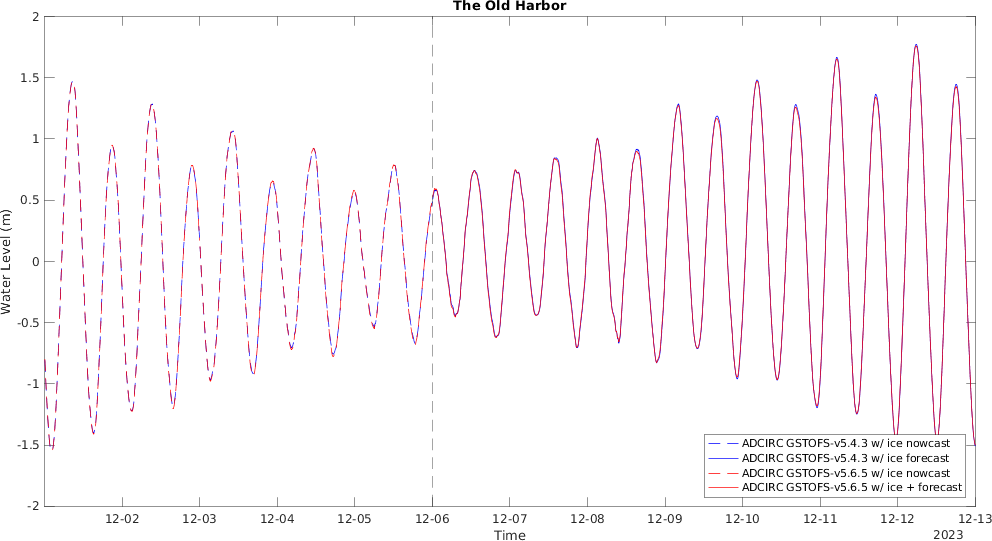 The Old Harbor
2
1.5
1
0.5
0
-0.5
-1
-1.5
-2
Water Level (m)
12-02 12-03 12-04 12-05 12-06 12-07 12-08 12-09 12-10 12-11 12-12 12-13
Time
2023
ADCIRC GSTOFS-v5.4.3 w/ ice nowcast
ADCIRC GSTOFS-v5.4.3 w/ ice forecast
ADCIRC GSTOFS-v5.6.5 w/ ice nowcast
ADCIRC GSTOFS-v5.6.5 w/ ice + forecast